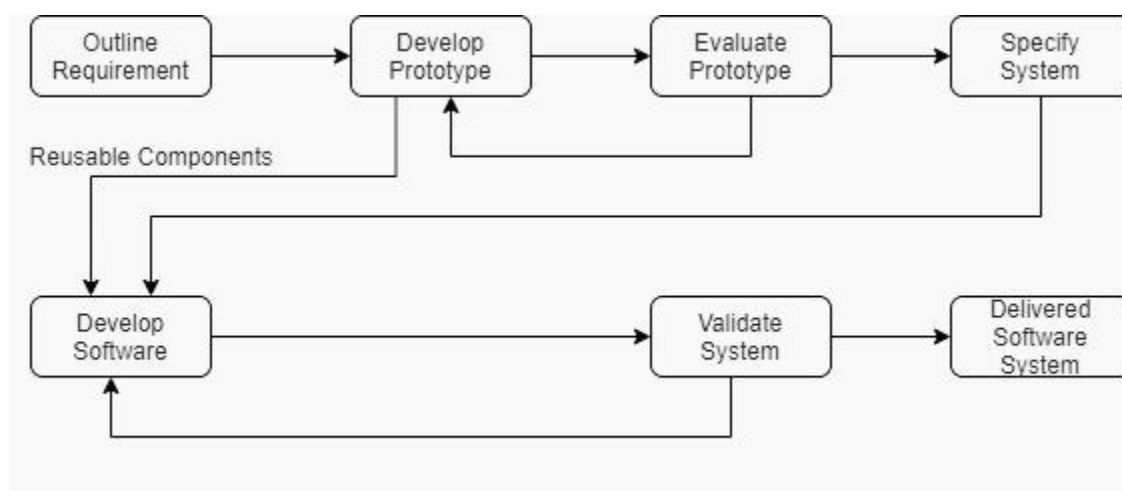 Outline
Requirement
Develop
Prototype
Evaluate
Prototype
Specify
System
Reusable Components
Develop
Software
Validate
System
Delivered
Software
System